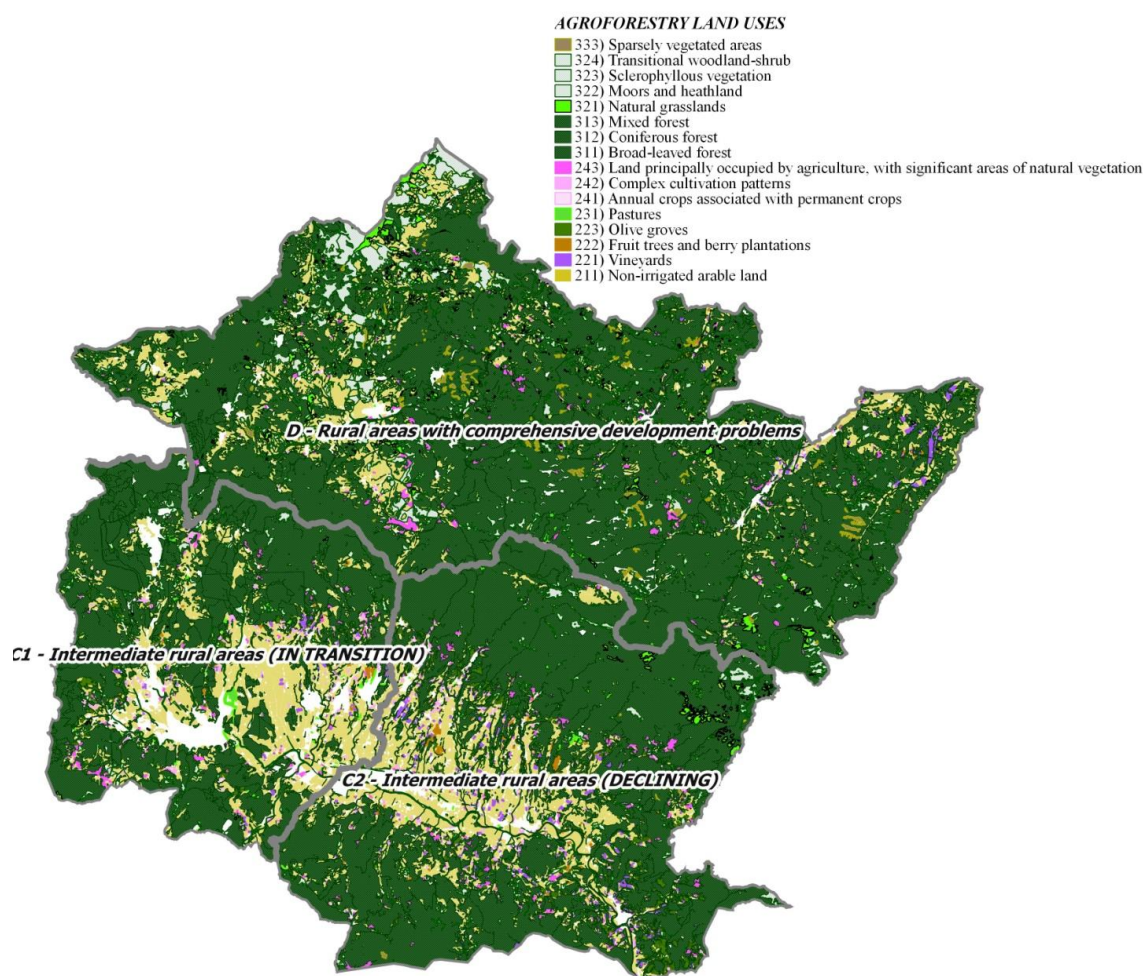 AGROFORESTRY LAND USES
333) Sparsely vegetated areas
324) Transitional woodland-shrub
323) Sclerophyllous vegetation
322) Moors and heathland
321) Natural grasslands
313) Mixed forest
312) Coniferous forest
311) Broad-leaved forest
243) Land principally occupied by agriculture, with significant areas of natural vegetation
242) Complex cultivation patterns
241) Annual crops associated with permanent crops
231) Pastures
223) Olive groves
222) Fruit trees and berry plantations
221) Vineyards
211) Non-irrigated arable land
D - Rural areas with comprehensive development problems
C1 - Intermediate rural areas (IN TRANSITION)
C2 - Intermediate rural areas (DECLINING)